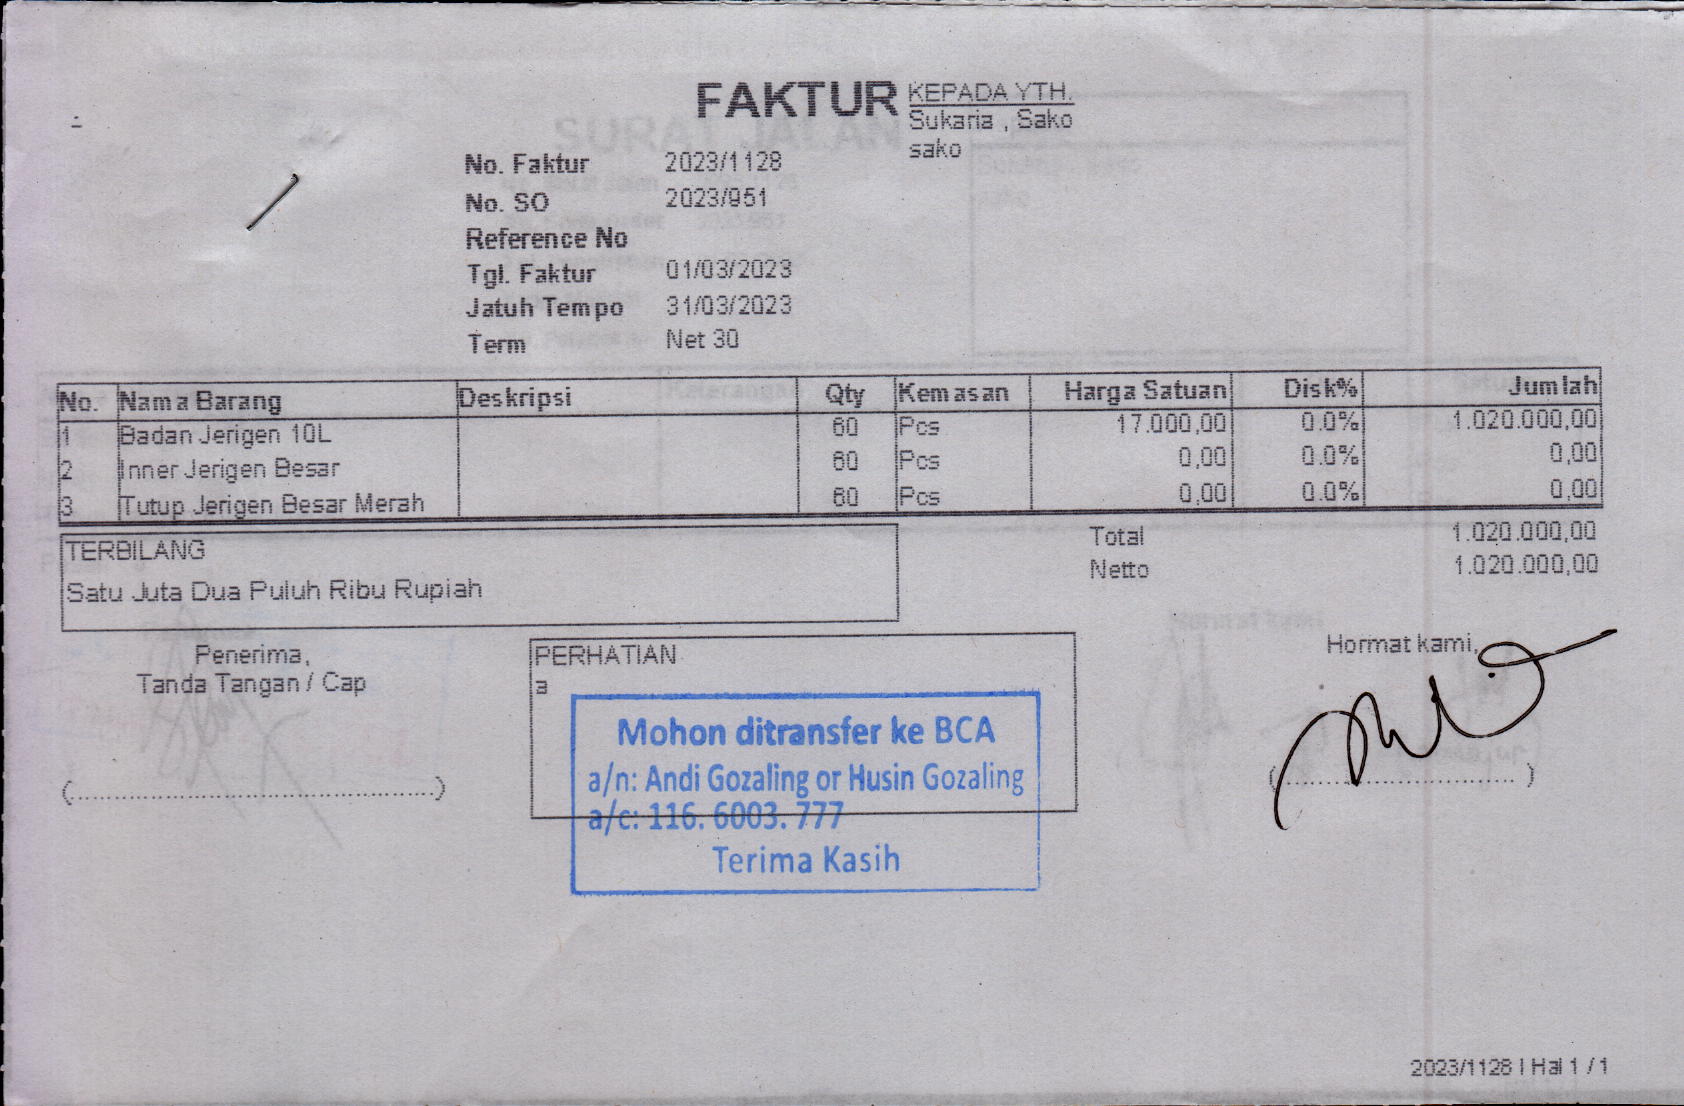 FAKTUR
KEPADA YTH.
Sukaria , Sako
sako
No. Faktur 2023/1128
No. SO 2023/951
Reference No
Tgl. Faktur 01/03/2023
Jatuh Tempo 31/03/2023
Term Net 30
No. Nama Barang Deskripsi Qty Kemasan Harga Satuan Disk% Jumlah
1 Badan Jerigen 10L 60 Pcs 17.000,00 0.0% 1.020.000,00
2 Inner Jerigen Besar 60 Pcs 0,00 0.0% 0,00
3 Tutup Jerigen Besar Merah 60 Pcs 0,00 0.0% 0,00
Total 1.020.000,00
Netto 1.020.000,00
TERBILANG
Satu Juta Dua Puluh Ribu Rupiah
Penerima,
Tanda Tangan / Cap
(........................................)
PERHATIAN
a
Mohon ditransfer ke BCA
a/n: Andi Gozaling or Husin Gozaling
a/c: 116. 6003. 777
Terima Kasih
Hormat kami,
(........................................)
2023/1128 | Hal 1 / 1